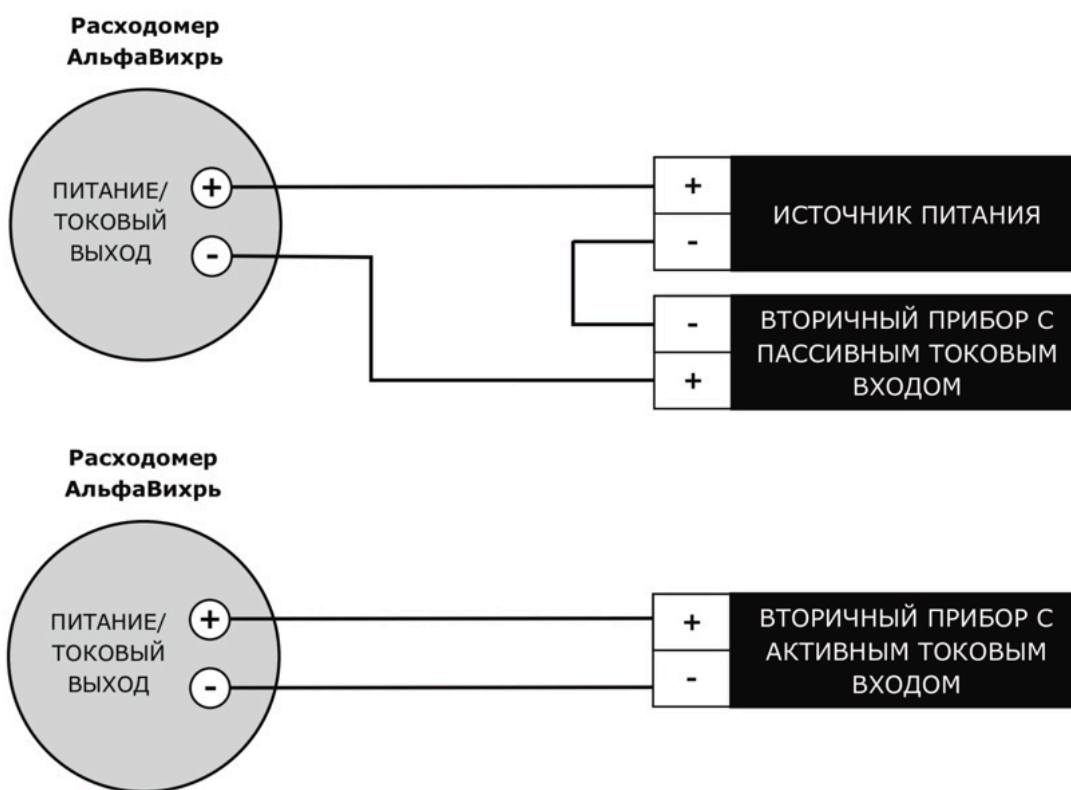 Расходомер
АльфаВихрь
ПИТАНИЕ/
ТОКОВЫЙ
ВЫХОД
+
-
+
-
ИСТОЧНИК ПИТАНИЯ
-
+
ВТОРИЧНЫЙ ПРИБОР С
ПАССИВНЫМ ТОКОВЫМ
ВХОДОМ
Расходомер
АльфаВихрь
ПИТАНИЕ/
ТОКОВЫЙ
ВЫХОД
+
-
+
-
ВТОРИЧНЫЙ ПРИБОР С
АКТИВНЫМ ТОКОВЫМ
ВХОДОМ